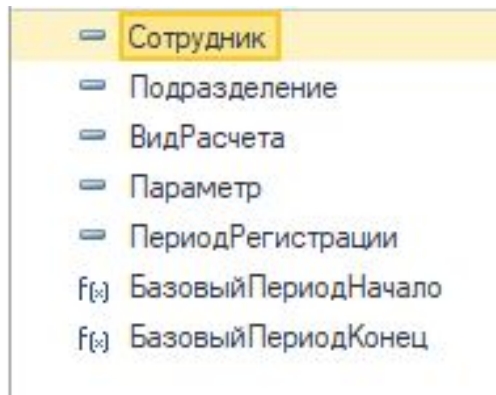 Сотрудник
Подразделение
ВидРасчета
Параметр
ПериодРегистрации
f(x) БазовыйПериодНачало
f(x) БазовыйПериодКонец